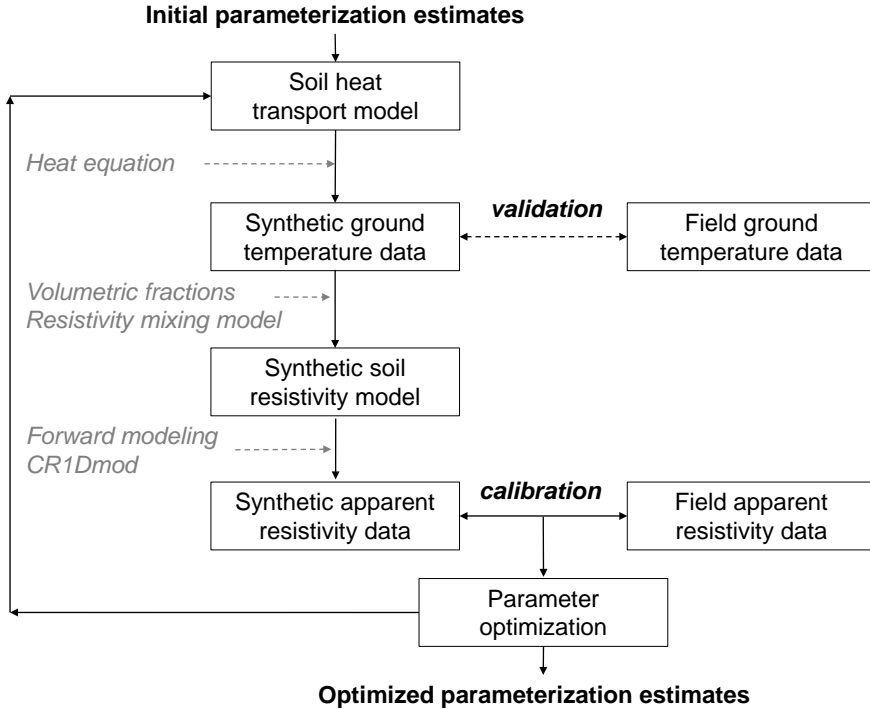 Initial parameterization estimates
Soil heat
transport model
Heat equation
Synthetic ground
temperature data
validation
Field ground
temperature data
Volumetric fractions
Resistivity mixing model
Synthetic soil
resistivity model
Forward modeling
CR1Dmod
Synthetic apparent
resistivity data
calibration
Field apparent
resistivity data
Parameter
optimization
Optimized parameterization estimates